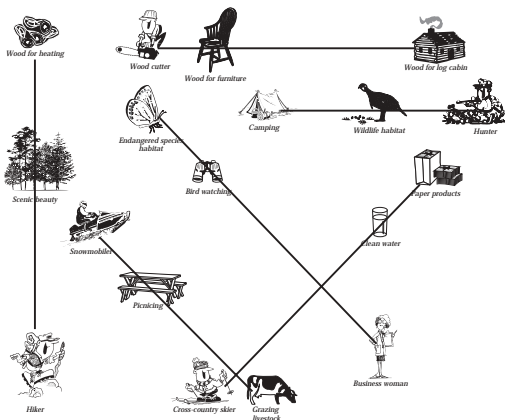 Wood for heating
Wood cutter
Wood for furniture
Wood for log cabin
Camping
Wildlife habitat
Hunter
Endangered species
habitat
Bird watching
Paper products
Scenic beauty
Clean water
Snowmobiler
Picnicing
Business woman
Hiker
Cross-country skier
Grazing
livestock